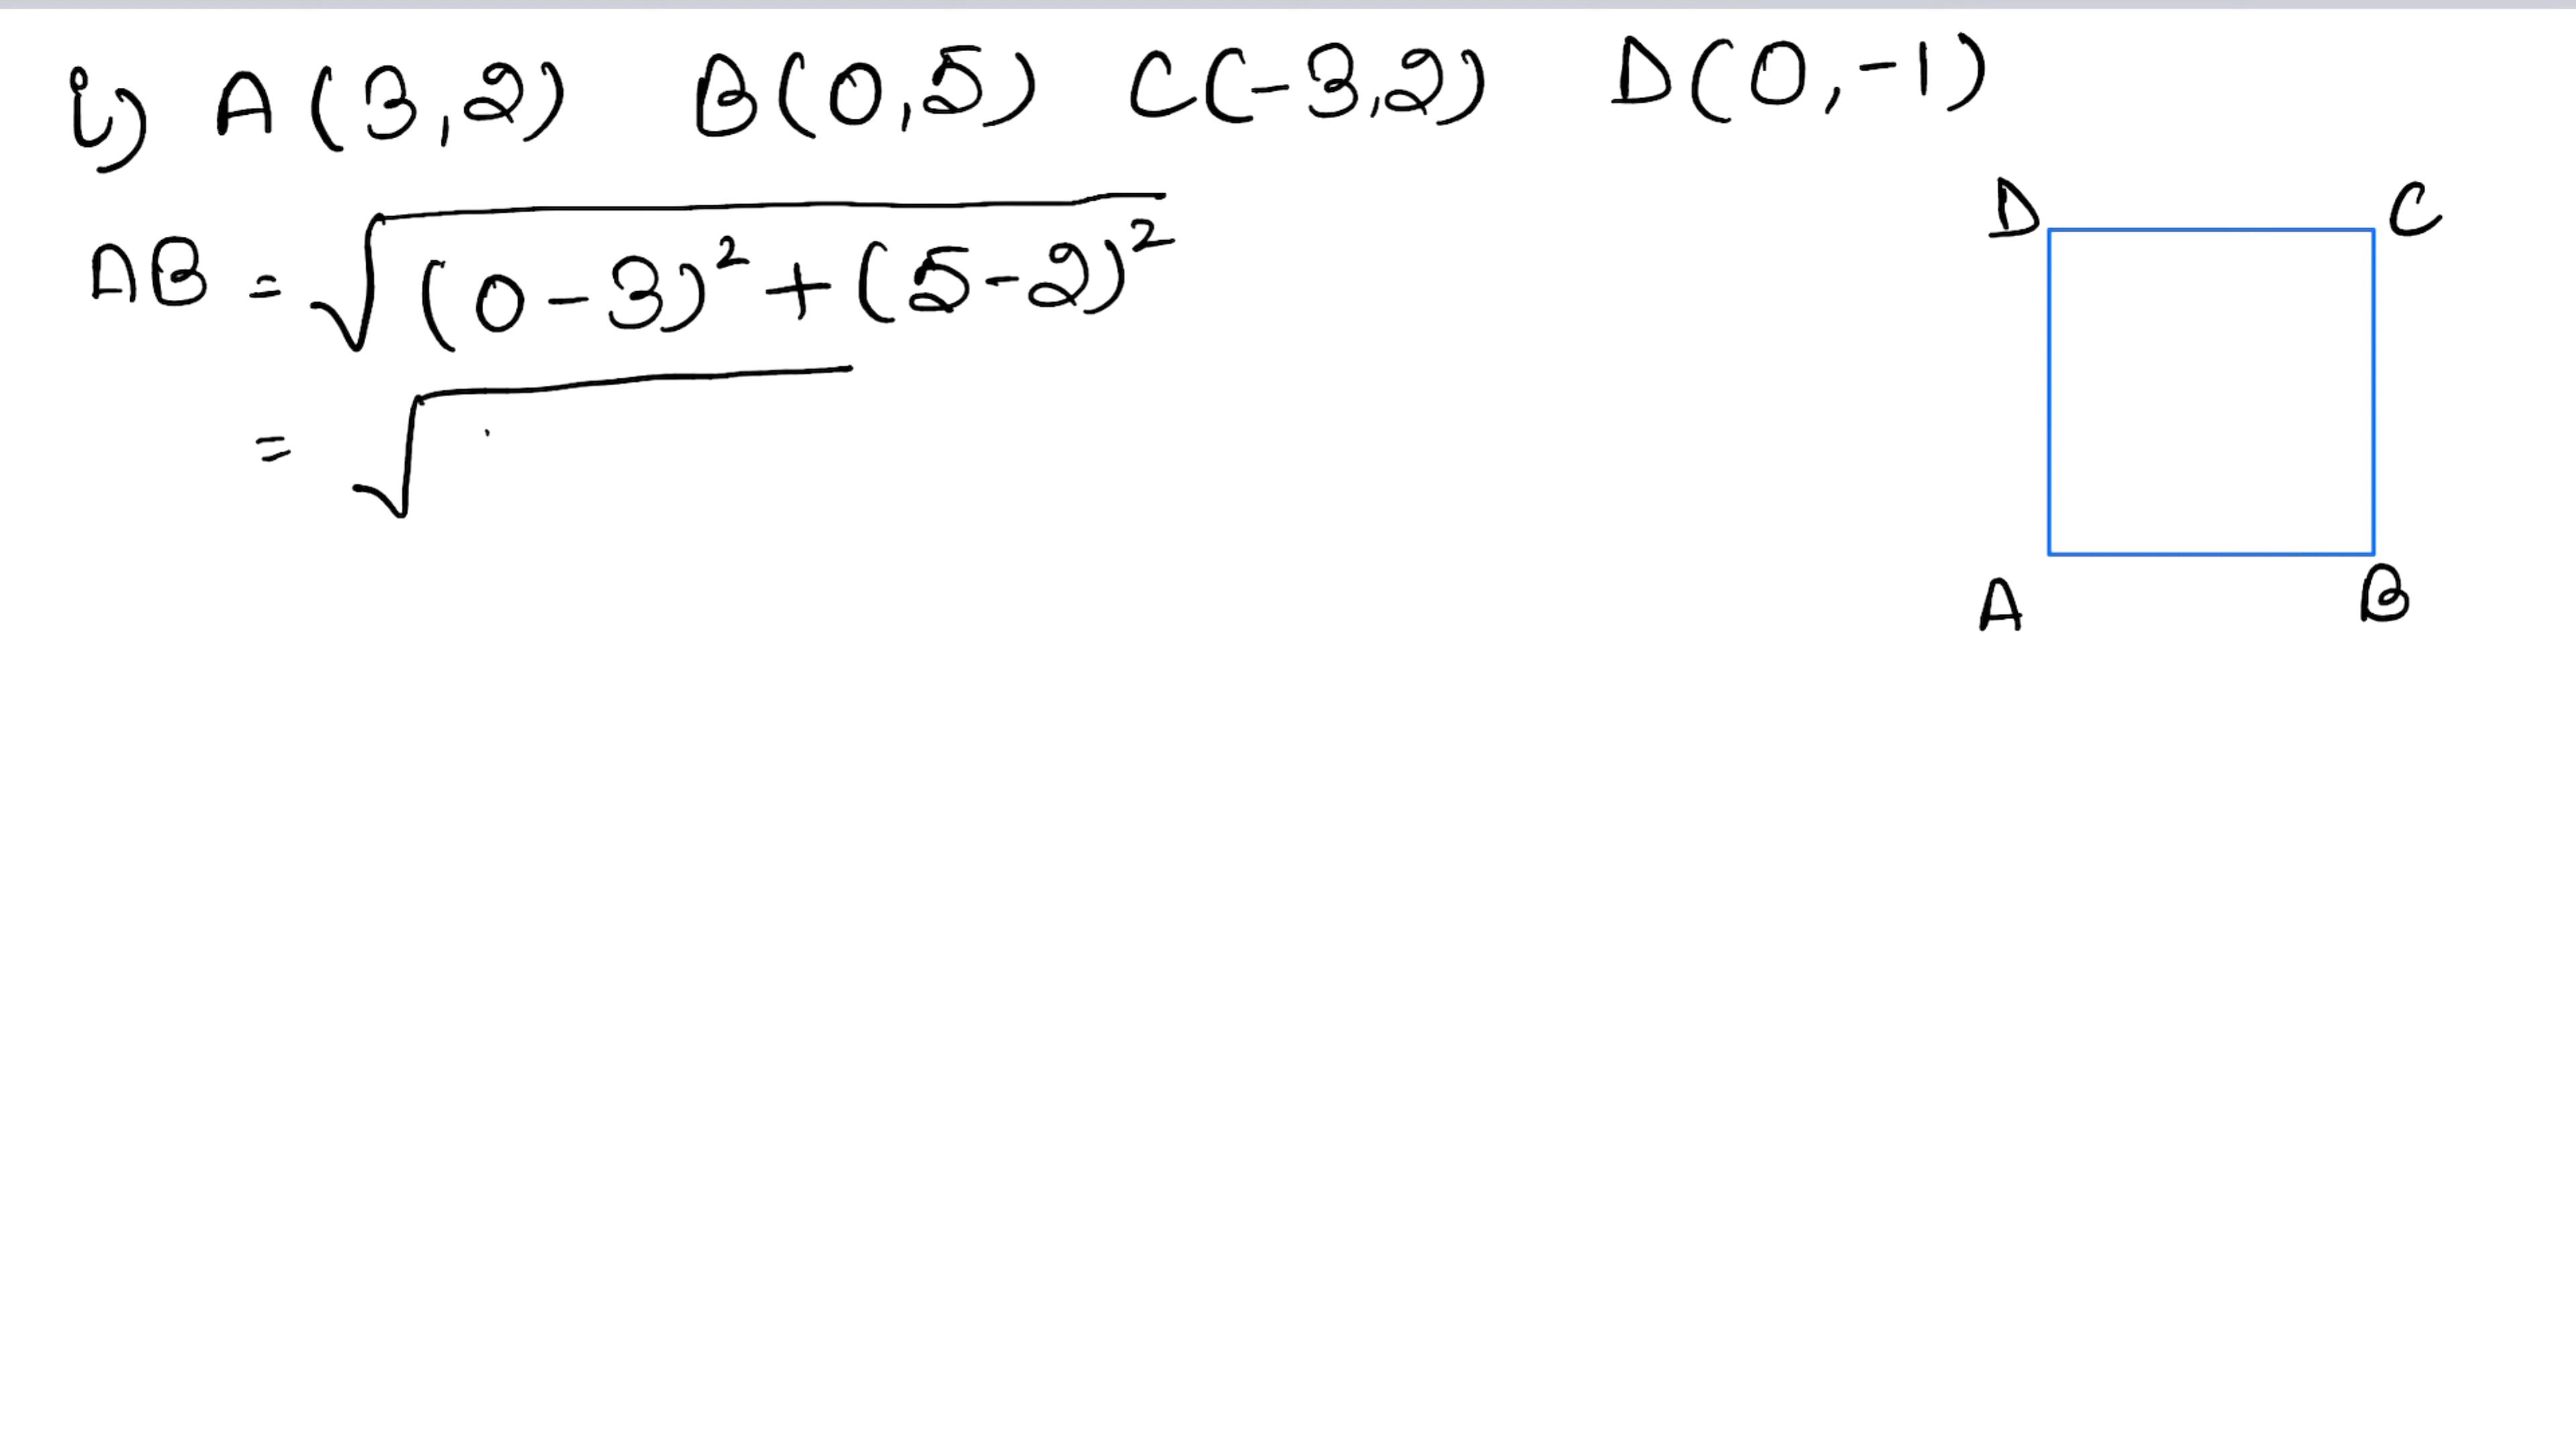 i) A(3,2) B(0,5) C(-3,2) D(0,-1)
D C
AB = √((0-3)² + (5-2)²)
= √
A B